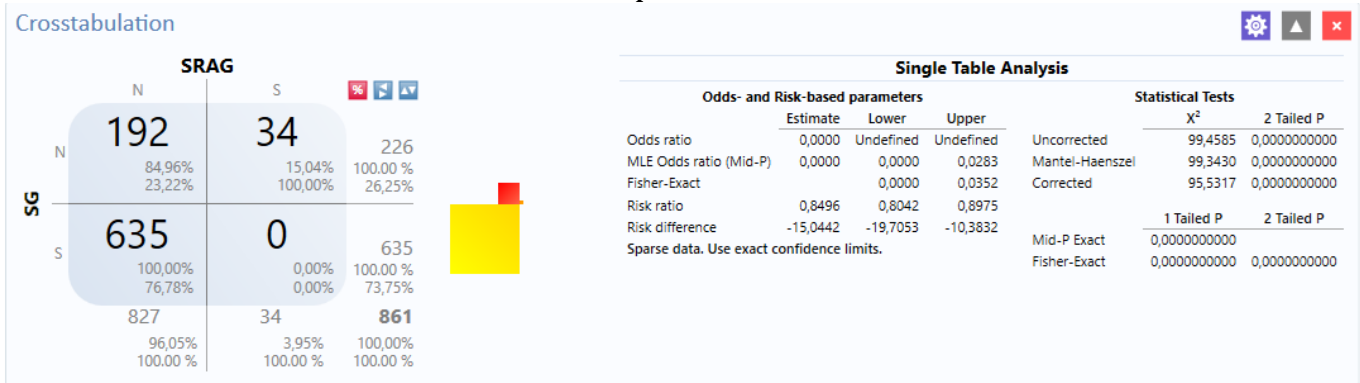 Crosstabulation
SRAG
N S %
192 34
N 226
84,96% 15,04% 100.00 %
23,22% 100,00% 26,25%
SG
635 0
S 635
100,00% 0,00% 100.00 %
76,78% 0,00% 73,75%
827 34 861
96,05% 3,95% 100,00%
100.00 % 100.00 % 100.00 %
Single Table Analysis
Odds- and Risk-based parameters
Estimate Lower Upper
Odds ratio 0,0000 Undefined Undefined
MLE Odds ratio (Mid-P) 0,0000 0,0000 0,0283
Fisher-Exact 0,0000 0,0352
Risk ratio 0,8496 0,8042 0,8975
Risk difference -15,0442 -19,7053 -10,3832
Sparse data. Use exact confidence limits.
Statistical Tests
X² 2 Tailed P
Uncorrected 99,4585 0,0000000000
Mantel-Haenszel 99,3430 0,0000000000
Corrected 95,5317 0,0000000000
1 Tailed P 2 Tailed P
Mid-P Exact 0,0000000000
Fisher-Exact 0,0000000000 0,0000000000